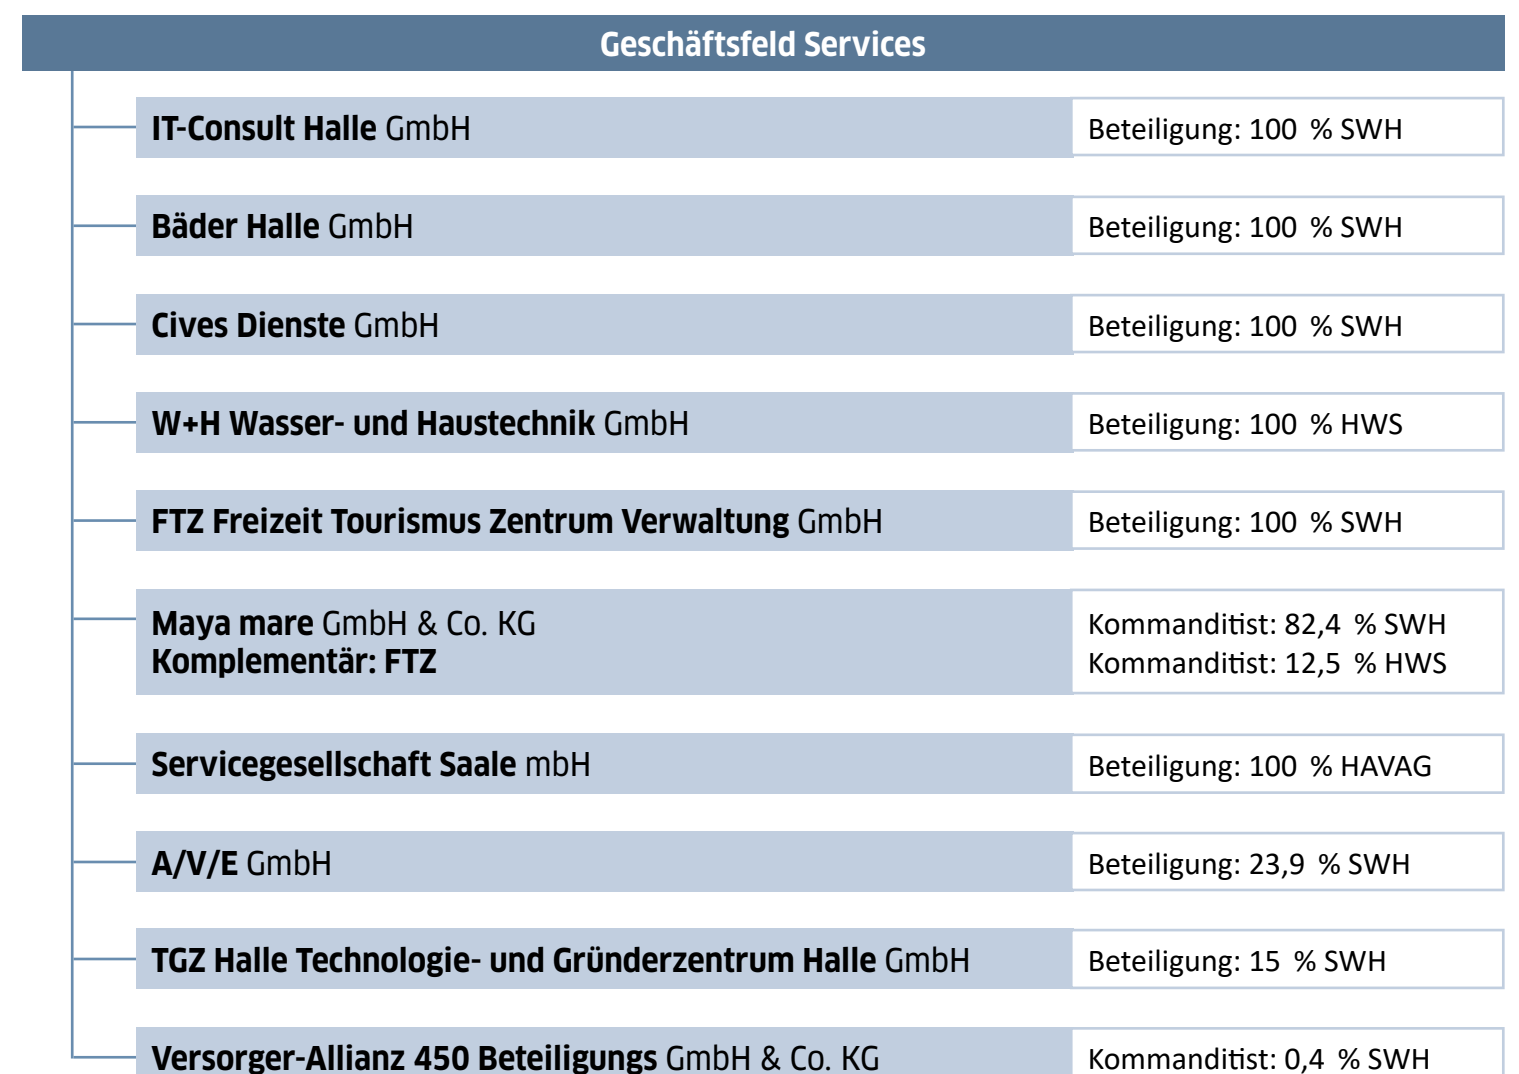 Geschäftsfeld Services
IT-Consult Halle GmbH
Beteiligung: 100 % SWH
Bäder Halle GmbH
Beteiligung: 100 % SWH
Cives Dienste GmbH
Beteiligung: 100 % SWH
W+H Wasser- und Haustechnik GmbH
Beteiligung: 100 % HWS
FTZ Freizeit Tourismus Zentrum Verwaltung GmbH
Beteiligung: 100 % SWH
Maya mare GmbH & Co. KG
Komplementär: FTZ
Kommanditist: 82,4 % SWH
Kommanditist: 12,5 % HWS
Servicegesellschaft Saale mbH
Beteiligung: 100 % HAVAG
A/V/E GmbH
Beteiligung: 23,9 % SWH
TGZ Halle Technologie- und Gründerzentrum Halle GmbH
Beteiligung: 15 % SWH
Versorger-Allianz 450 Beteiligungs GmbH & Co. KG
Kommanditist: 0,4 % SWH